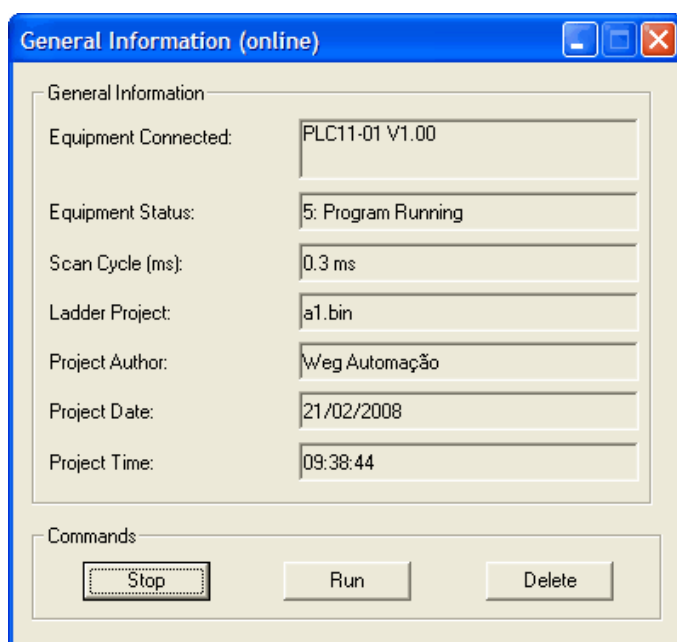 General Information (online)
General Information
Equipment Connected: PLC11-01 V1.00
Equipment Status: 5: Program Running
Scan Cycle (ms): 0.3 ms
Ladder Project: a1.bin
Project Author: Weg Automação
Project Date: 21/02/2008
Project Time: 09:38:44
Commands
Stop Run Delete